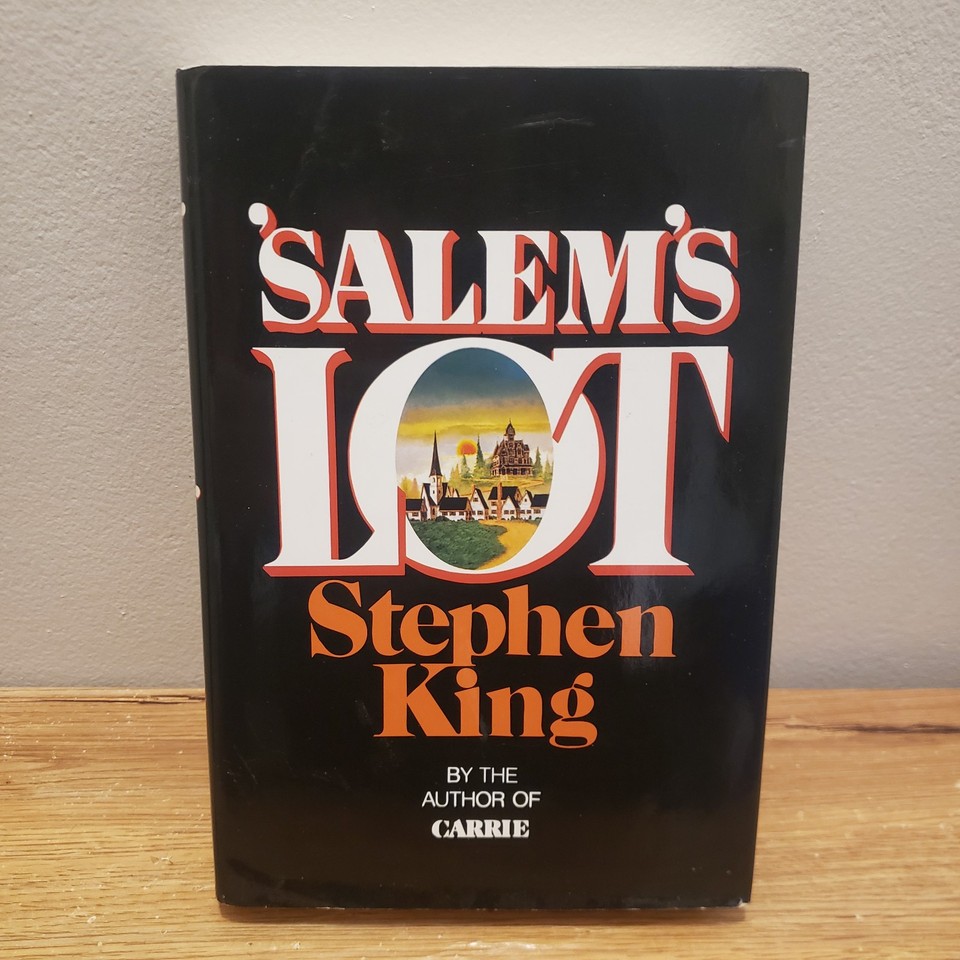 'SALEM'S
LOT
Stephen
King
BY THE
AUTHOR OF
CARRIE